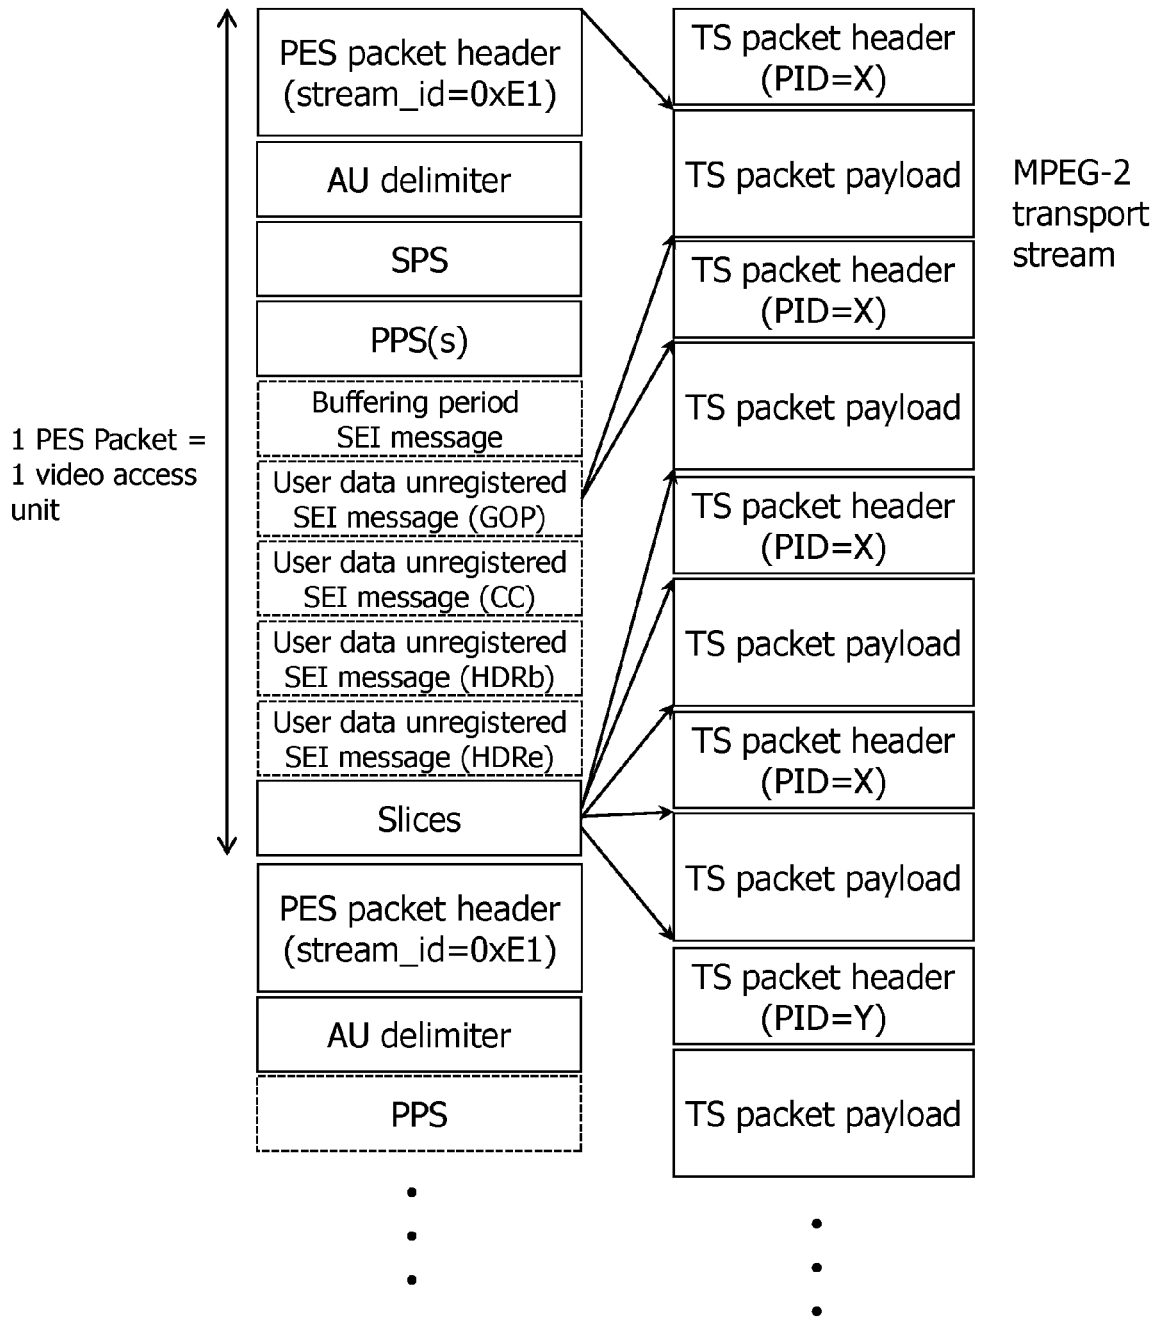 1 PES Packet =
1 video access
unit
PES packet header
(stream_id=0xE1)
AU delimiter
SPS
PPS(s)
Buffering period
SEI message
User data unregistered
SEI message (GOP)
User data unregistered
SEI message (CC)
User data unregistered
SEI message (HDRb)
User data unregistered
SEI message (HDRe)
Slices
PES packet header
(stream_id=0xE1)
AU delimiter
PPS
TS packet header
(PID=X)
TS packet payload
TS packet header
(PID=X)
TS packet payload
TS packet header
(PID=X)
TS packet payload
TS packet header
(PID=X)
TS packet payload
TS packet header
(PID=Y)
TS packet payload
MPEG-2
transport
stream